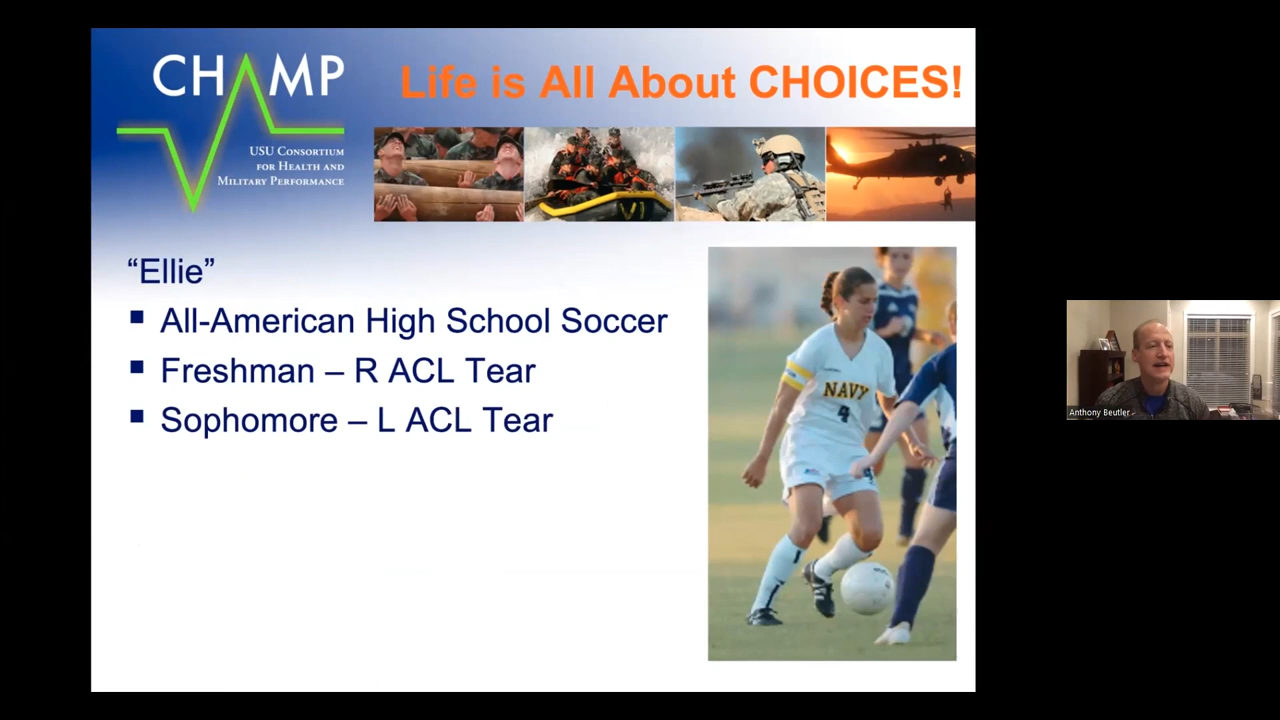 CHAMP
USU CONSORTIUM
FOR HEALTH AND
MILITARY PERFORMANCE
Life is All About CHOICES!
“Ellie”
▪ All-American High School Soccer
▪ Freshman – R ACL Tear
▪ Sophomore – L ACL Tear
NAVY
4
Anthony Beutler